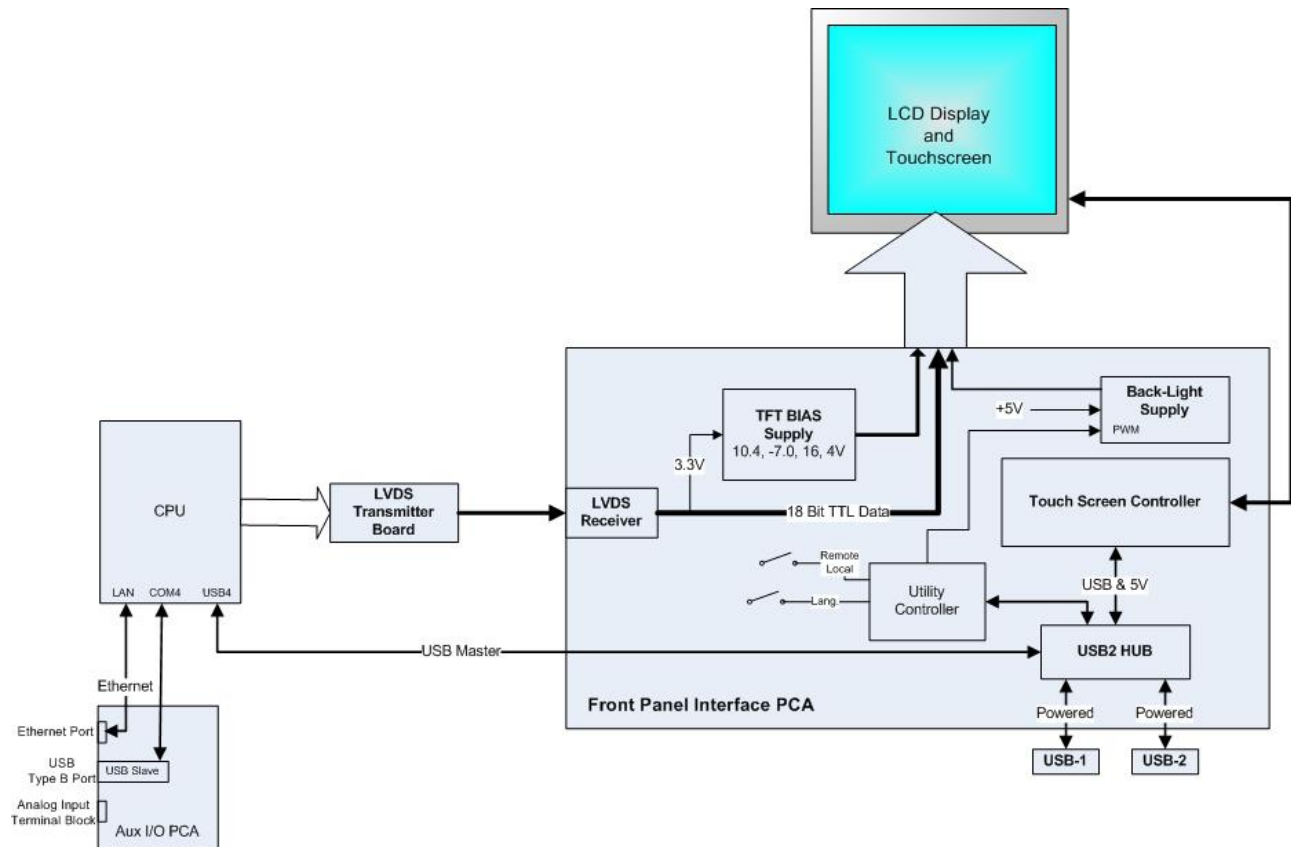 LCD Display
and
Touchscreen
Back-Light
Supply
+5V
PWM
TFT BIAS
Supply
10.4, -7.0, 16, 4V
3.3V
CPU
LVDS
Transmitter
Board
LVDS
Receiver
18 Bit TTL Data
Touch Screen Controller
Remote
Local
Lang.
Utility
Controller
USB & 5V
LAN COM4 USB4
USB Master
USB2 HUB
Ethernet
Front Panel Interface PCA
Powered
Powered
USB-1
USB-2
Ethernet Port
USB
Type B Port
USB Slave
Analog Input
Terminal Block
Aux I/O PCA